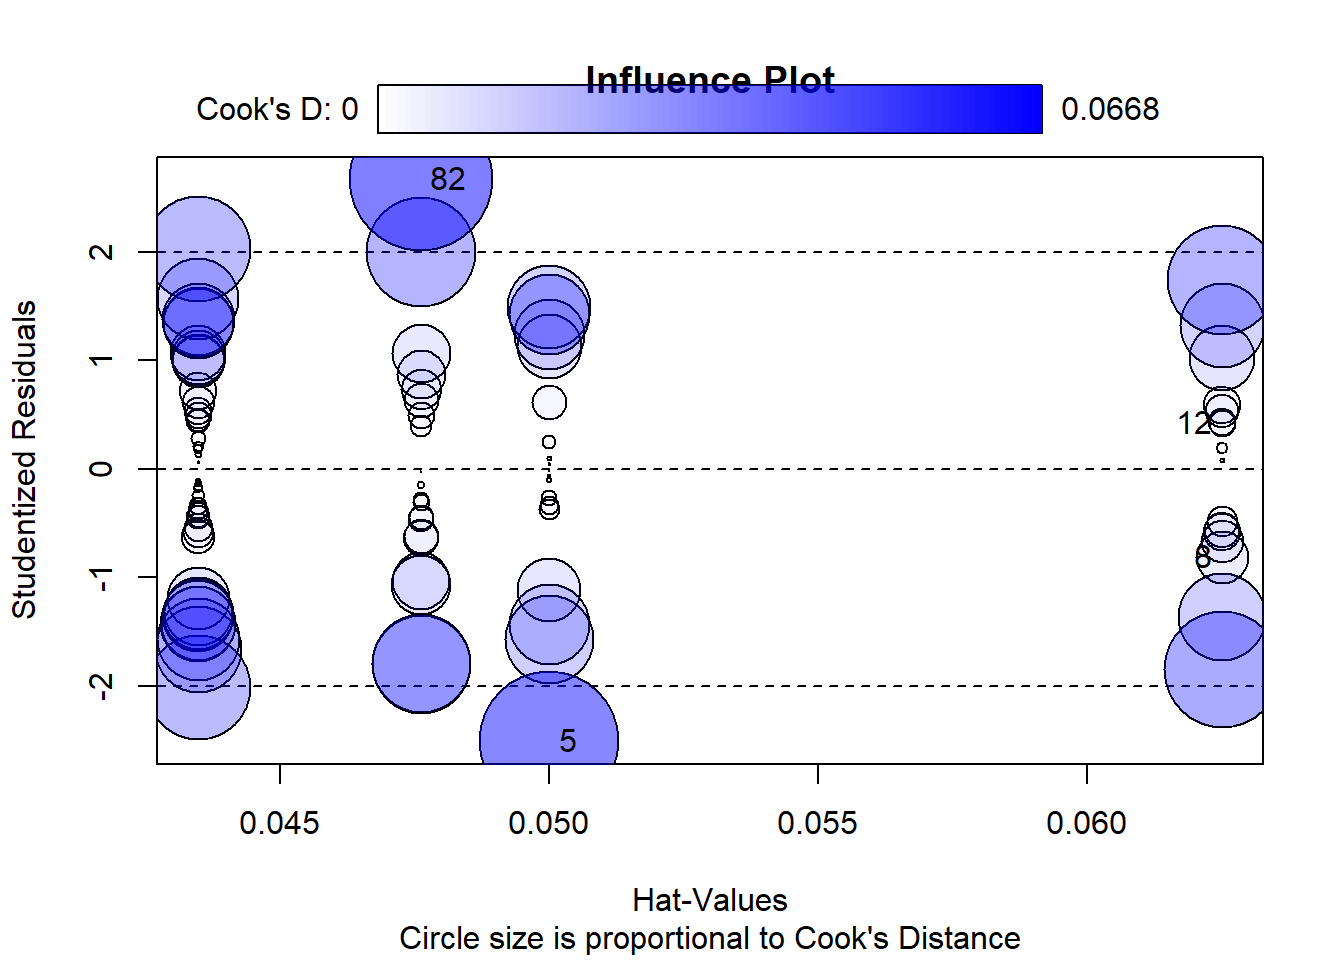 Influence Plot
Cook's D: 0
0.0668
82
2
1
12
0
8
-1
-2
5
Studentized Residuals
0.045
0.050
0.055
0.060
Hat-Values
Circle size is proportional to Cook's Distance